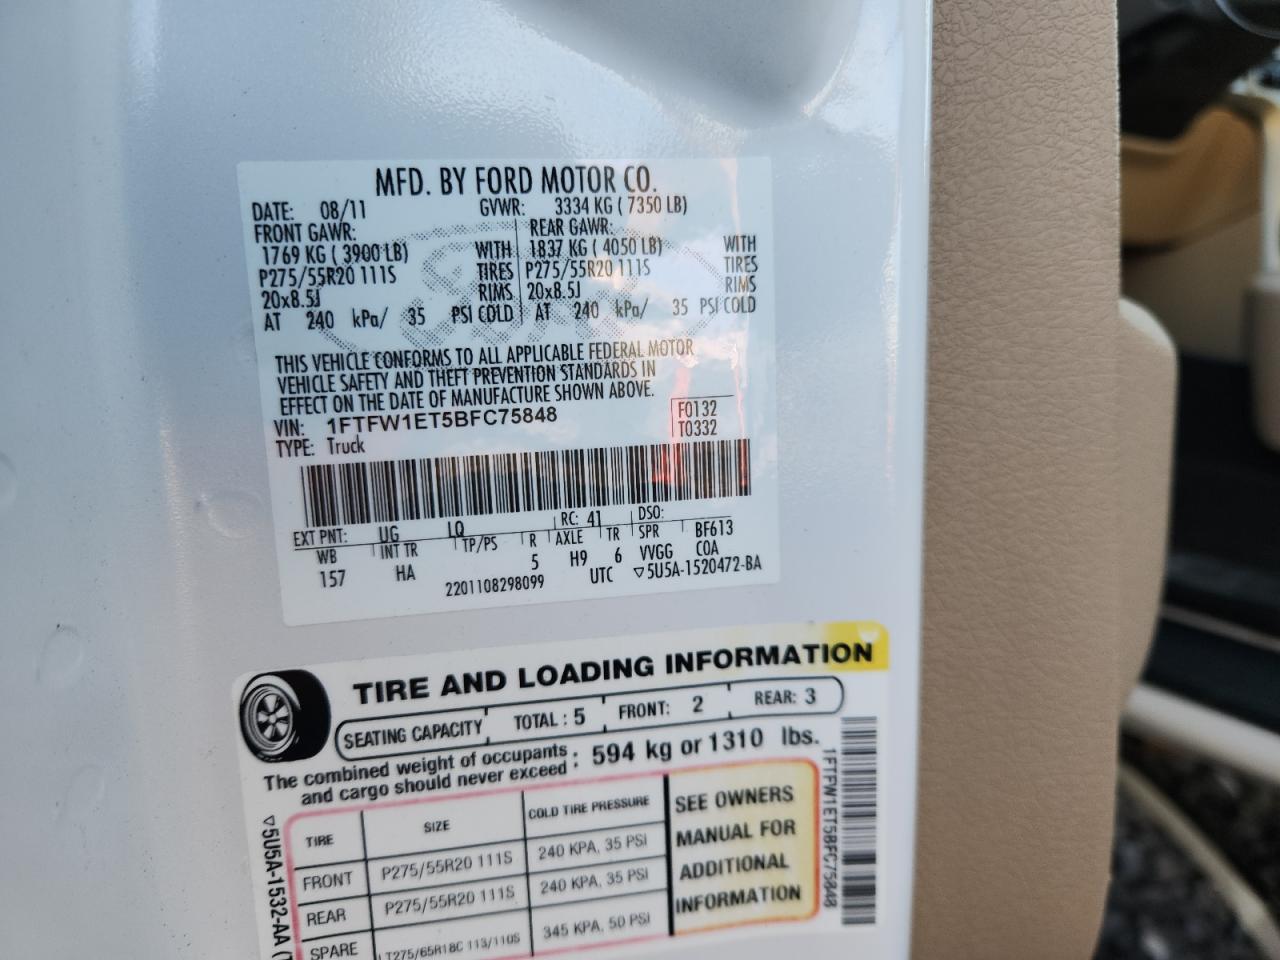 MFD. BY FORD MOTOR CO.
DATE: 08/11 GVWR: 3334 KG ( 7350 LB)
FRONT GAWR: REAR GAWR:
1769 KG ( 3900 LB) WITH 1837 KG ( 4050 LB) WITH
P275/55R20 111S TIRES P275/55R20 111S TIRES
20x8.5J RIMS 20x8.5J RIMS
AT 240 kPa/ 35 PSI COLD AT 240 kPa/ 35 PSI COLD
THIS VEHICLE CONFORMS TO ALL APPLICABLE FEDERAL MOTOR
VEHICLE SAFETY AND THEFT PREVENTION STANDARDS IN
EFFECT ON THE DATE OF MANUFACTURE SHOWN ABOVE.
VIN: 1FTFW1ET5BFC75848 F0132
TYPE: Truck T0332
EXT PNT: UG LQ RC: 41 DSO:
WB INT TR TP/PS R AXLE TR SPR BF613
157 HA 5 H9 6 VVGG COA
2201108298099 UTC ▽5U5A-1520472-BA
TIRE AND LOADING INFORMATION
SEATING CAPACITY TOTAL : 5 FRONT: 2 REAR: 3
The combined weight of occupants : 594 kg or 1310 lbs.
and cargo should never exceed :
TIRE SIZE COLD TIRE PRESSURE
FRONT P275/55R20 111S 240 KPA, 35 PSI
REAR P275/55R20 111S 240 KPA, 35 PSI
SPARE LT275/65R18C 113/110S 345 KPA, 50 PSI
SEE OWNERS
MANUAL FOR
ADDITIONAL
INFORMATION
1FTFW1ET5BFC75848
▽5U5A-1532-AA